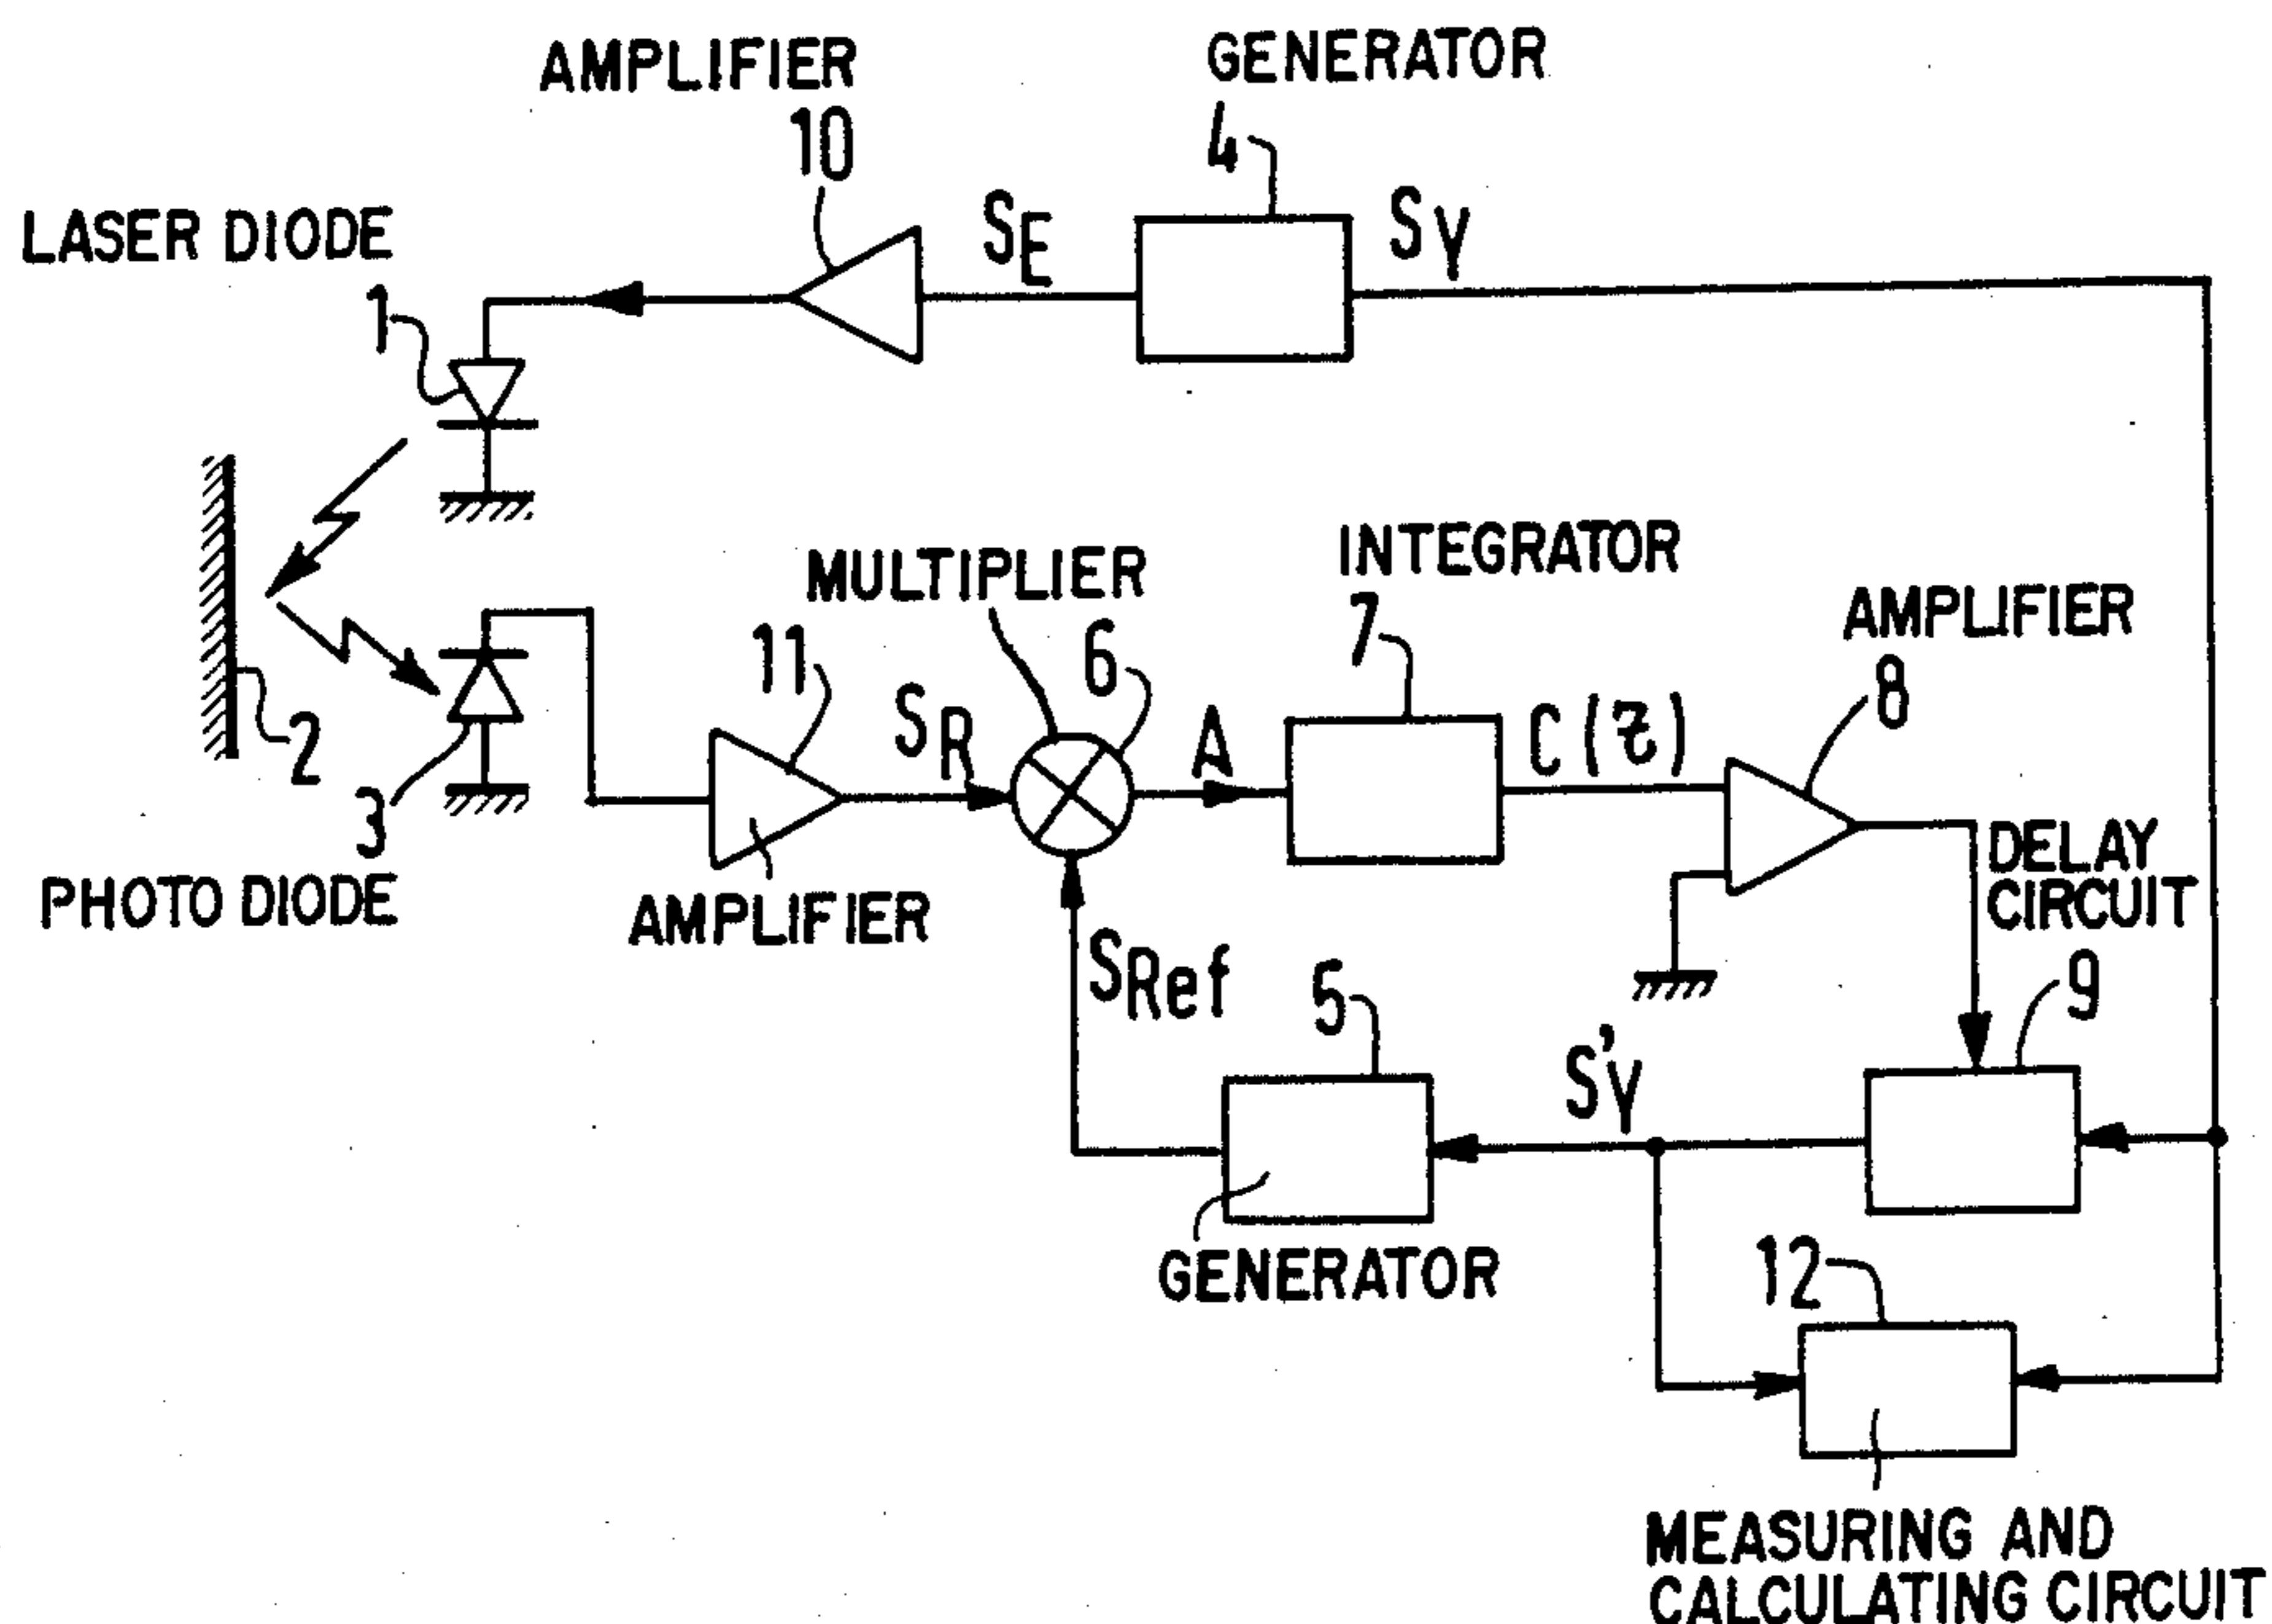 AMPLIFIER
10
GENERATOR
4
LASER DIODE
1
SE
Sγ
MULTIPLIER
6
INTEGRATOR
7
AMPLIFIER
8
11
SR
A
C(τ)
2
3
PHOTO DIODE
AMPLIFIER
DELAY
CIRCUIT
9
SRef
5
S'γ
GENERATOR
12
MEASURING AND
CALCULATING CIRCUIT